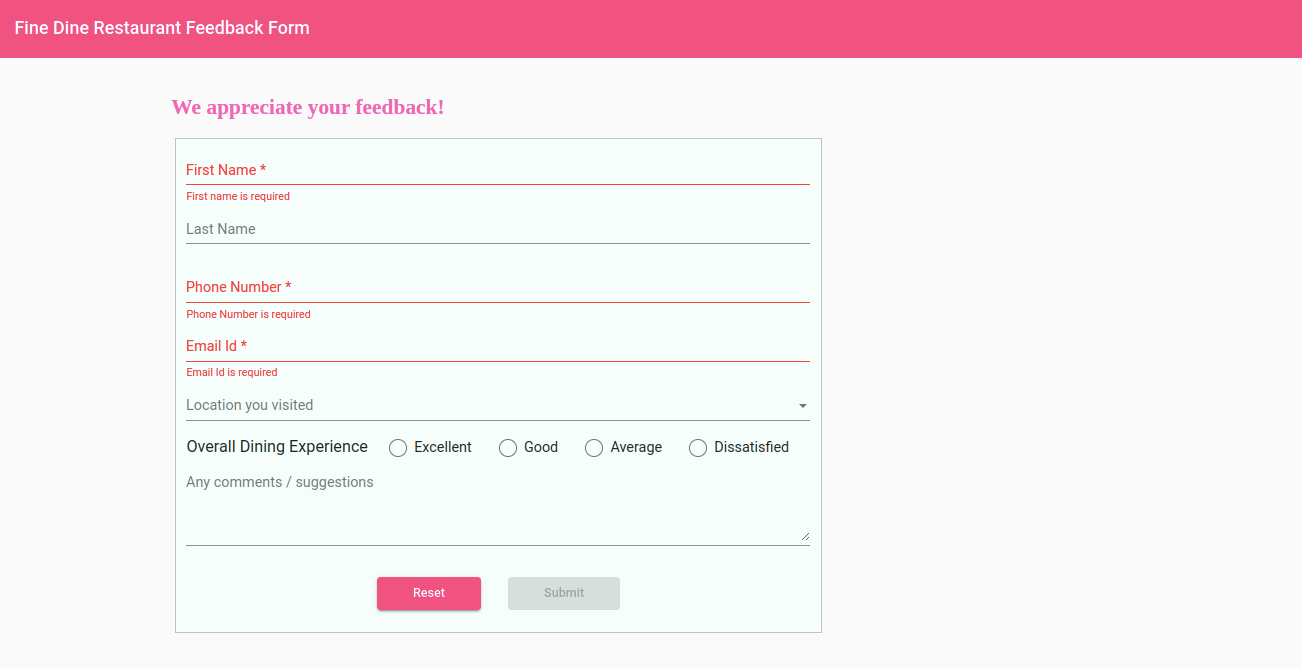 Fine Dine Restaurant Feedback Form
We appreciate your feedback!
First Name *
First name is required
Last Name
Phone Number *
Phone Number is required
Email Id *
Email Id is required
Location you visited
Overall Dining Experience Excellent Good Average Dissatisfied
Any comments / suggestions
Reset Submit